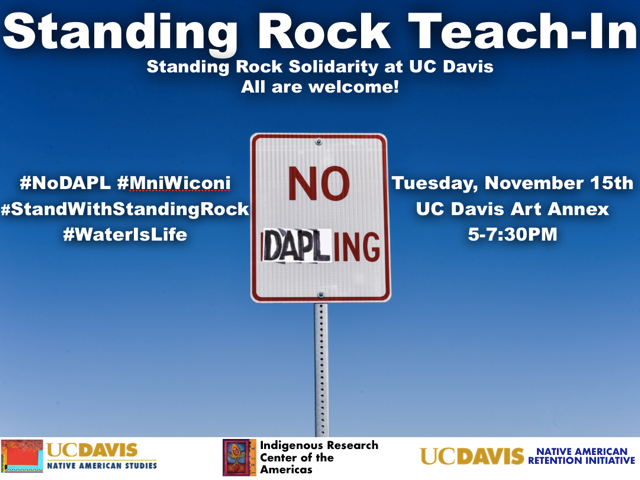 Standing Rock Teach-In
Standing Rock Solidarity at UC Davis
All are welcome!
#NoDAPL #MniWiconi
#StandWithStandingRock
#WaterIsLife
NO
DAPLING
Tuesday, November 15th
UC Davis Art Annex
5-7:30PM
UCDAVIS
NATIVE AMERICAN STUDIES
Indigenous Research
Center of the
Americas
UCDAVIS
NATIVE AMERICAN
RETENTION INITIATIVE